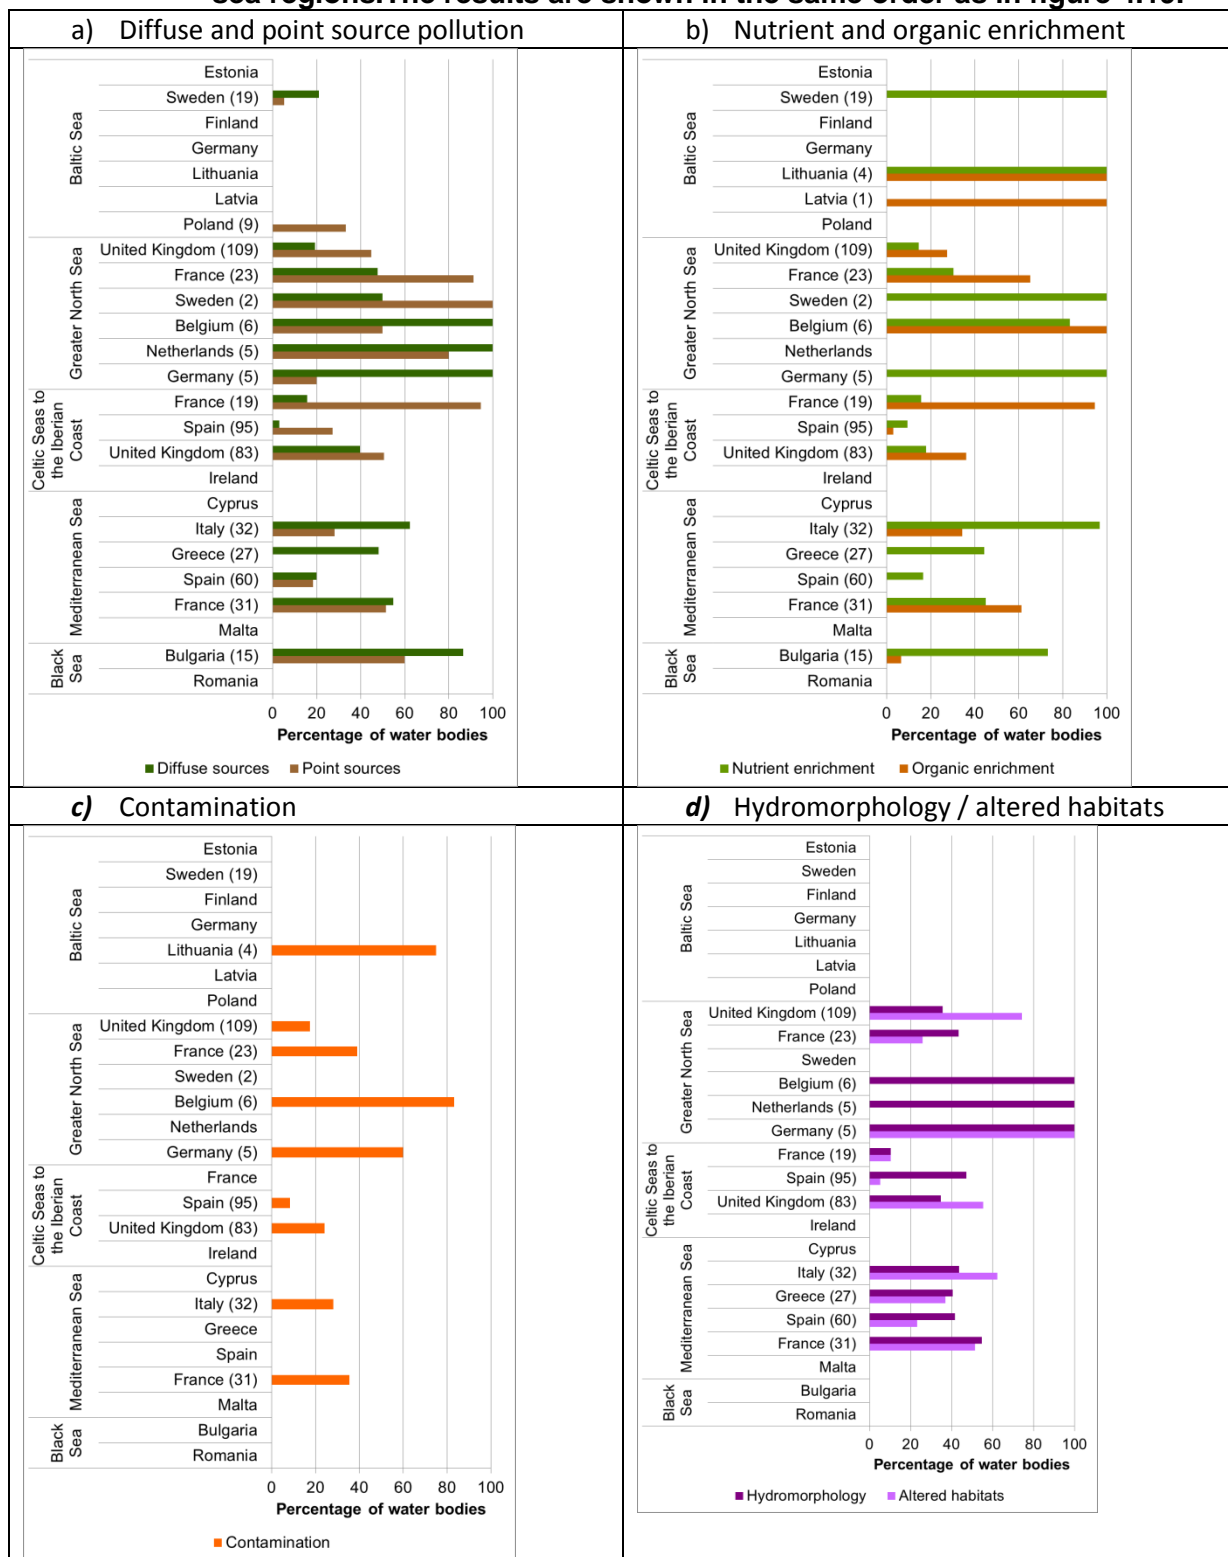 sea regions.The results are shown in the same order as in figure 4.10.
a) Diffuse and point source pollution
Baltic Sea
Estonia
Sweden (19)
Finland
Germany
Lithuania
Latvia
Poland (9)
Greater North Sea
United Kingdom (109)
France (23)
Sweden (2)
Belgium (6)
Netherlands (5)
Germany (5)
Celtic Seas to
the Iberian
Coast
France (19)
Spain (95)
United Kingdom (83)
Ireland
Mediterranean Sea
Cyprus
Italy (32)
Greece (27)
Spain (60)
France (31)
Malta
Black
Sea
Bulgaria (15)
Romania
0 20 40 60 80 100
Percentage of water bodies
Diffuse sources Point sources
b) Nutrient and organic enrichment
Baltic Sea
Estonia
Sweden (19)
Finland
Germany
Lithuania (4)
Latvia (1)
Poland
Greater North Sea
United Kingdom (109)
France (23)
Sweden (2)
Belgium (6)
Netherlands
Germany (5)
Celtic Seas to
the Iberian
Coast
France (19)
Spain (95)
United Kingdom (83)
Ireland
Mediterranean Sea
Cyprus
Italy (32)
Greece (27)
Spain (60)
France (31)
Malta
Black
Sea
Bulgaria (15)
Romania
0 20 40 60 80 100
Percentage of water bodies
Nutrient enrichment Organic enrichment
c) Contamination
Baltic Sea
Estonia
Sweden (19)
Finland
Germany
Lithuania (4)
Latvia
Poland
Greater North Sea
United Kingdom (109)
France (23)
Sweden (2)
Belgium (6)
Netherlands
Germany (5)
Celtic Seas to
the Iberian
Coast
France
Spain (95)
United Kingdom (83)
Ireland
Mediterranean Sea
Cyprus
Italy (32)
Greece
Spain
France (31)
Malta
Black
Sea
Bulgaria
Romania
0 20 40 60 80 100
Percentage of water bodies
Contamination
d) Hydromorphology / altered habitats
Baltic Sea
Estonia
Sweden
Finland
Germany
Lithuania
Latvia
Poland
Greater North Sea
United Kingdom (109)
France (23)
Sweden
Belgium (6)
Netherlands (5)
Germany (5)
Celtic Seas to
the Iberian
Coast
France (19)
Spain (95)
United Kingdom (83)
Ireland
Mediterranean Sea
Cyprus
Italy (32)
Greece (27)
Spain (60)
France (31)
Malta
Black
Sea
Bulgaria
Romania
0 20 40 60 80 100
Percentage of water bodies
Hydromorphology Altered habitats